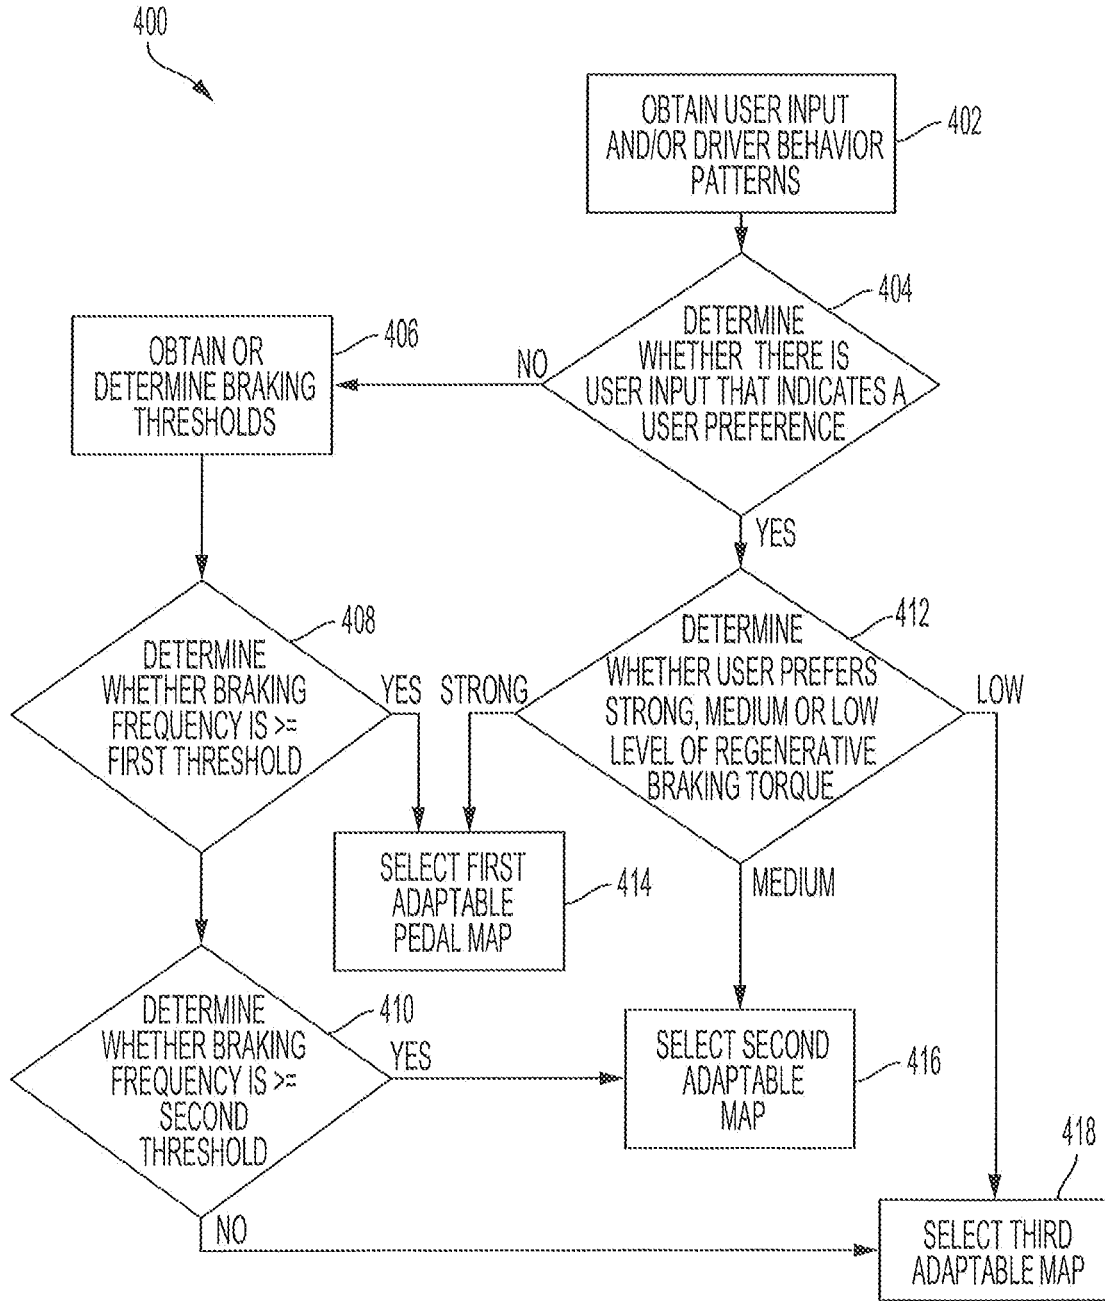 400
OBTAIN USER INPUT
AND/OR DRIVER BEHAVIOR
PATTERNS
402
DETERMINE
WHETHER THERE IS
USER INPUT THAT INDICATES A
USER PREFERENCE
404
NO
YES
OBTAIN OR
DETERMINE BRAKING
THRESHOLDS
406
DETERMINE
WHETHER BRAKING
FREQUENCY IS >=
FIRST THRESHOLD
408
YES
DETERMINE
WHETHER USER PREFERS
STRONG, MEDIUM OR LOW
LEVEL OF REGENERATIVE
BRAKING TORQUE
412
STRONG
LOW
MEDIUM
SELECT FIRST
ADAPTABLE
PEDAL MAP
414
DETERMINE
WHETHER BRAKING
FREQUENCY IS >=
SECOND
THRESHOLD
410
YES
NO
SELECT SECOND
ADAPTABLE
MAP
416
SELECT THIRD
ADAPTABLE MAP
418